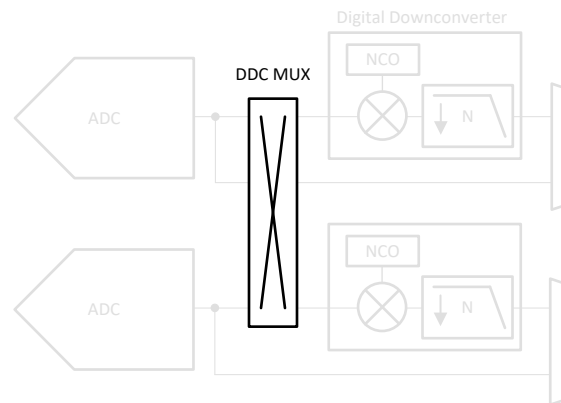 Digital Downconverter
NCO
DDC MUX
ADC
N
NCO
ADC
N